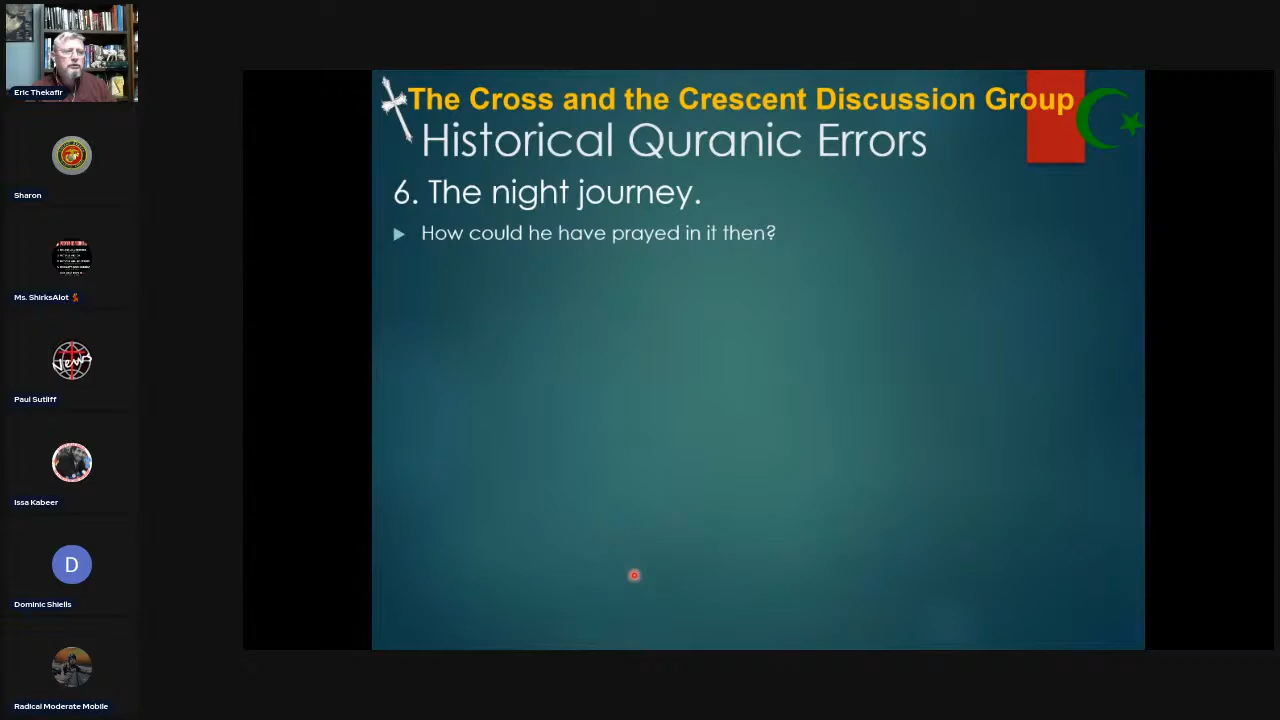 Eric Thekafir
Sharon
Ms. ShirksAlot
News
Paul Sutliff
Issa Kabeer
D
Dominic Shiells
Radical Moderate Mobile
The Cross and the Crescent Discussion Group
Historical Quranic Errors
6. The night journey.
How could he have prayed in it then?